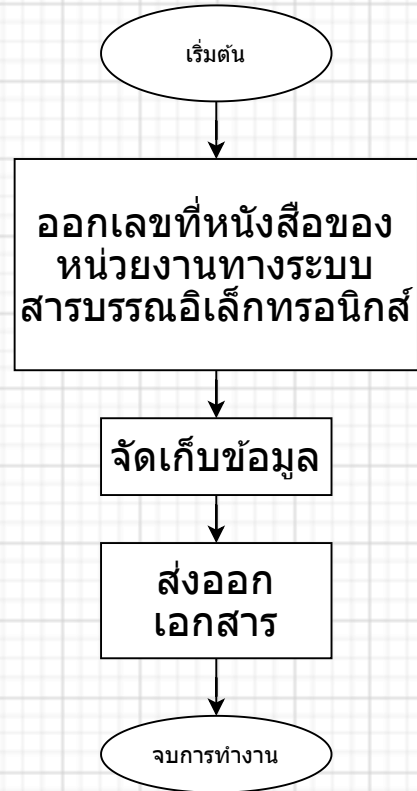 เริ่มต้น
ออกเลขที่หนังสือของ
หน่วยงานทางระบบ
สารบรรณอิเล็กทรอนิกส์
จัดเก็บข้อมูล
ส่งออก
เอกสาร
จบการทำงาน